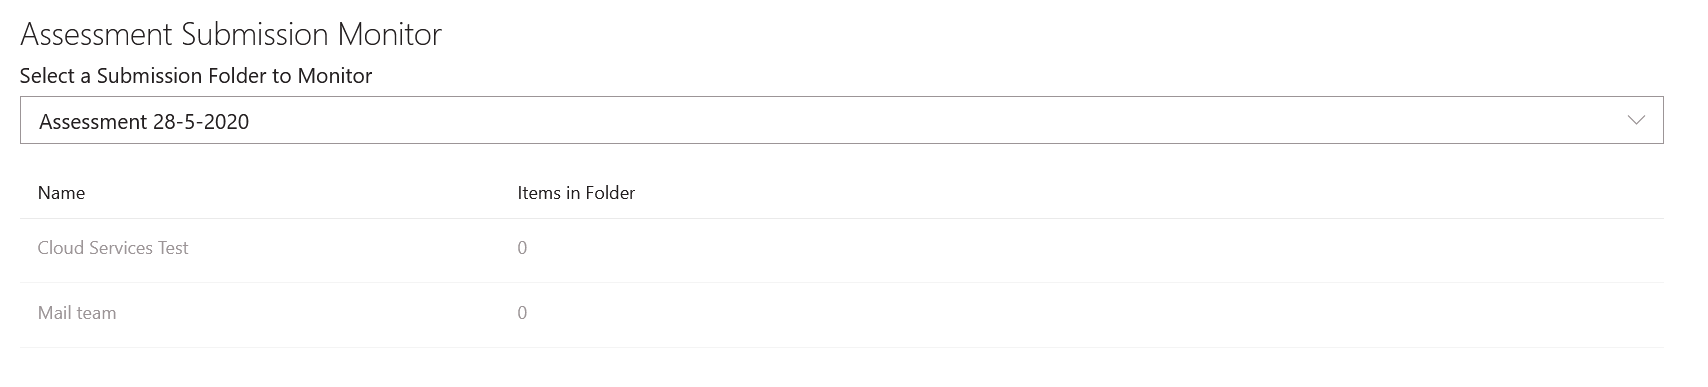 Assessment Submission Monitor
Select a Submission Folder to Monitor
Assessment 28-5-2020
Name Items in Folder
Cloud Services Test 0
Mail team 0